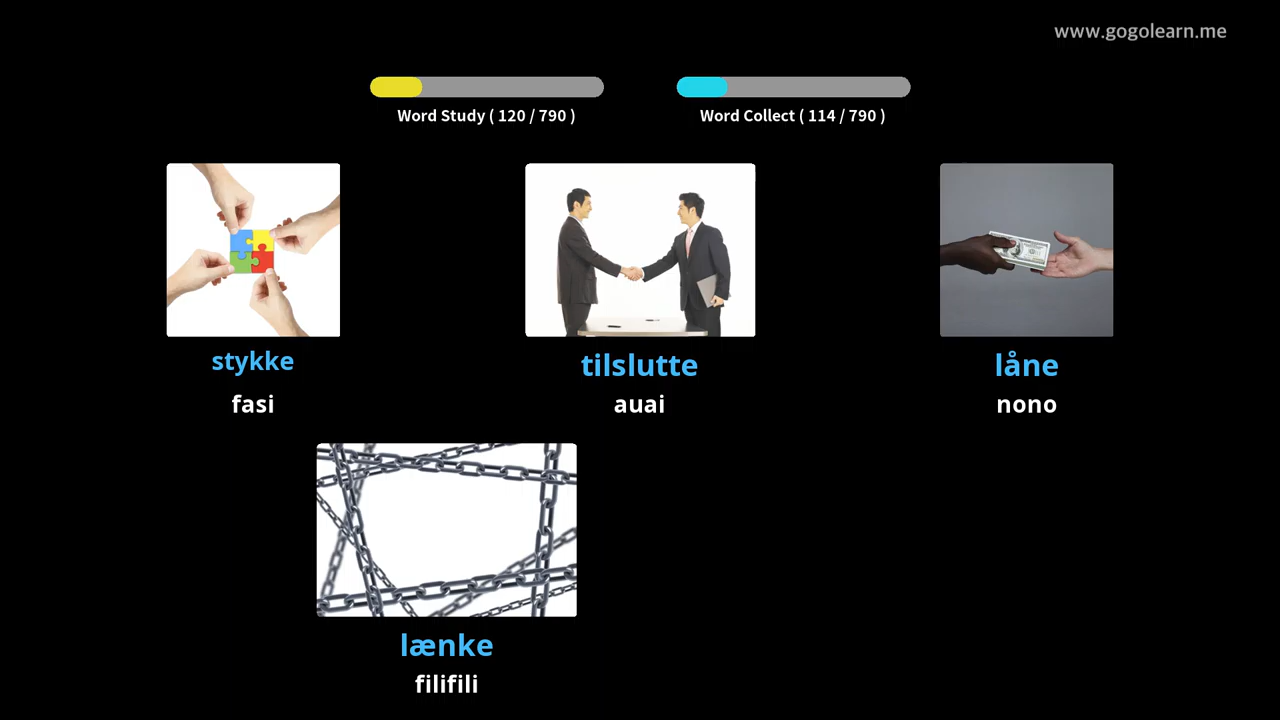 www.gogolearn.me
Word Study ( 120 / 790 )
Word Collect ( 114 / 790 )
stykke
fasi
tilslutte
auai
låne
nono
lænke
filifili